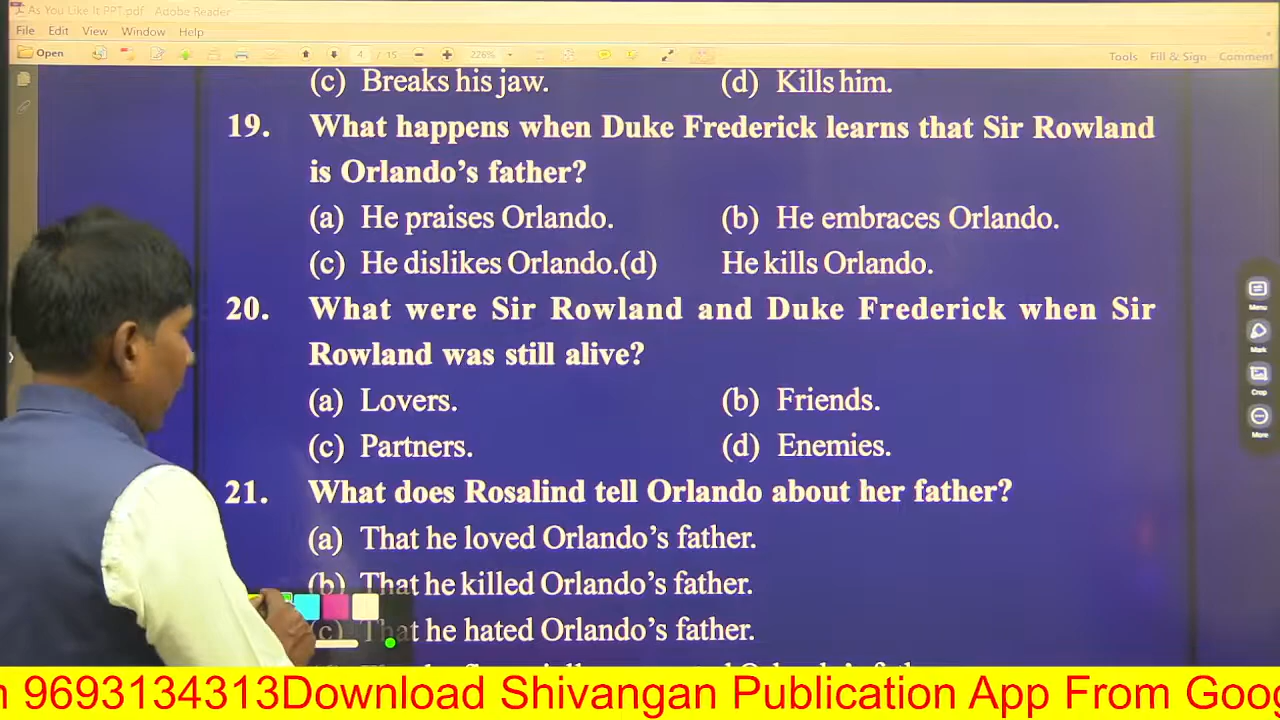 As You Like It PPT.pdf - Adobe Reader
File Edit View Window Help
Open 4 / 15 226% Tools Fill & Sign Comment
(c) Breaks his jaw. (d) Kills him.
19. What happens when Duke Frederick learns that Sir Rowland
is Orlando's father?
(a) He praises Orlando. (b) He embraces Orlando.
(c) He dislikes Orlando.(d) He kills Orlando.
20. What were Sir Rowland and Duke Frederick when Sir
Rowland was still alive?
(a) Lovers. (b) Friends.
(c) Partners. (d) Enemies.
21. What does Rosalind tell Orlando about her father?
(a) That he loved Orlando's father.
(b) That he killed Orlando's father.
(c) That he hated Orlando's father.
Menu
Mark
Crop
More
9693134313Download Shivangan Publication App From